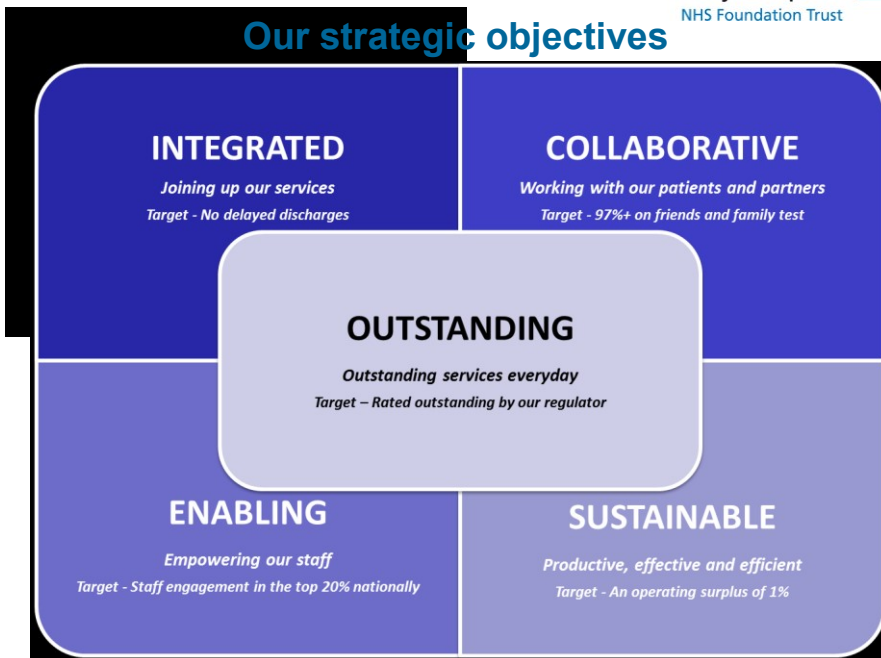 NHS Foundation Trust
Our strategic objectives
INTEGRATED
Joining up our services
Target - No delayed discharges
COLLABORATIVE
Working with our patients and partners
Target - 97%+ on friends and family test
OUTSTANDING
Outstanding services everyday
Target – Rated outstanding by our regulator
ENABLING
Empowering our staff
Target - Staff engagement in the top 20% nationally
SUSTAINABLE
Productive, effective and efficient
Target - An operating surplus of 1%